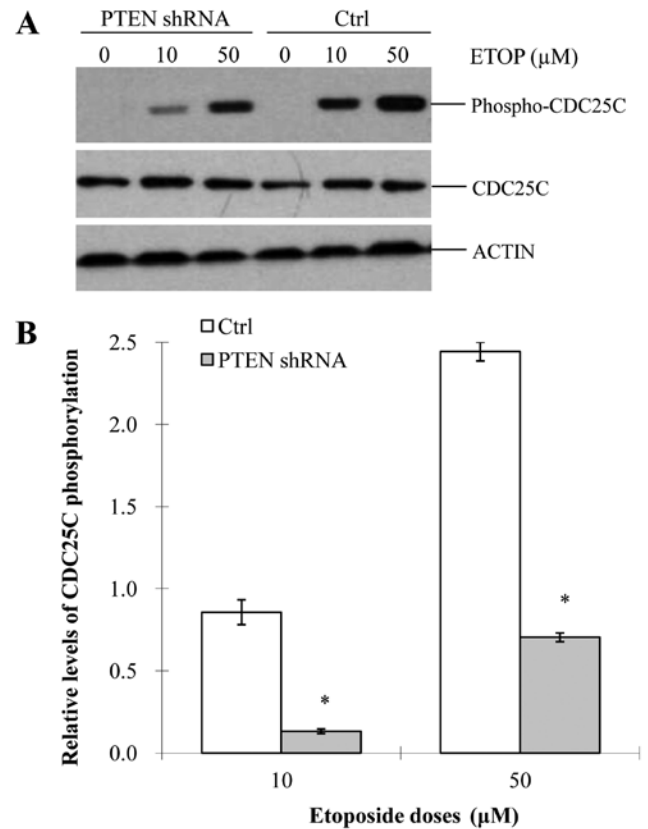 A
PTEN shRNA Ctrl
0 10 50 0 10 50 ETOP (µM)
Phospho-CDC25C
CDC25C
ACTIN
B
Ctrl
PTEN shRNA
Relative levels of CDC25C phosphorylation
2.5
2.0
1.5
1.0
0.5
0.0
*
*
10 50
Etoposide doses (µM)